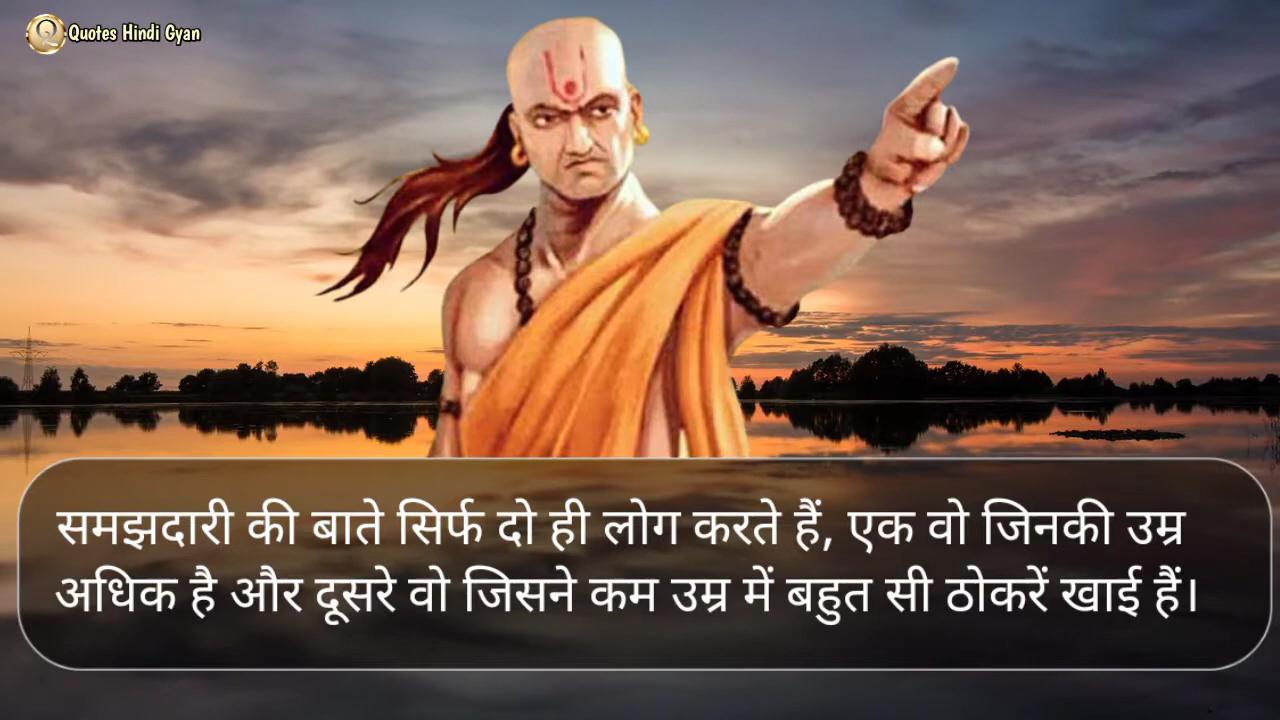 Quotes Hindi Gyan
समझदारी की बाते सिर्फ दो ही लोग करते हैं, एक वो जिनकी उम्र
अधिक है और दूसरे वो जिसने कम उम्र में बहुत सी ठोकरें खाई हैं।